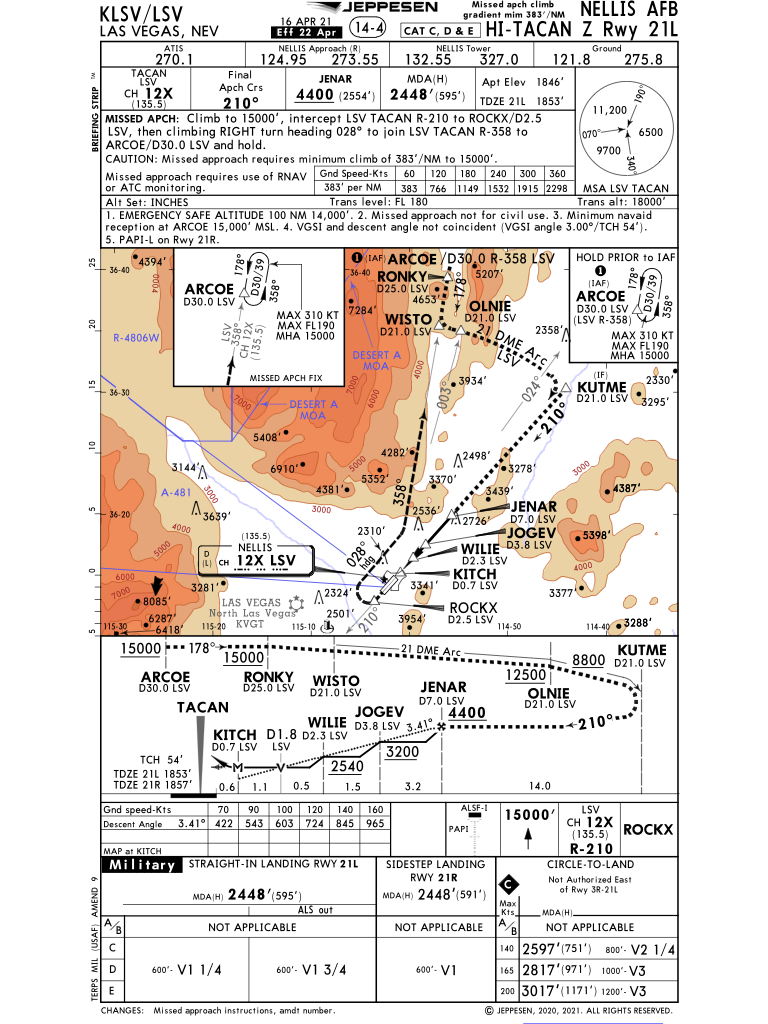 KLSV/LSV
LAS VEGAS, NEV
JEPPESEN
16 APR 21
Eff 22 Apr
14-4
Missed apch climb
gradient mim 383'/NM
CAT C, D & E
NELLIS AFB
HI-TACAN Z Rwy 21L
ATIS
270.1
NELLIS Approach (R)
124.95 273.55
NELLIS Tower
132.55 327.0
Ground
121.8 275.8
BRIEFING STRIP TM
TACAN
LSV
CH 12X
(135.5)
Final
Apch Crs
210°
JENAR
4400 (2554')
MDA(H)
2448' (595')
Apt Elev 1846'
TDZE 21L 1853'
MISSED APCH: Climb to 15000', intercept LSV TACAN R-210 to ROCKX/D2.5
LSV, then climbing RIGHT turn heading 028° to join LSV TACAN R-358 to
ARCOE/D30.0 LSV and hold.
CAUTION: Missed approach requires minimum climb of 383'/NM to 15000'.
Missed approach requires use of RNAV
or ATC monitoring.
Gnd Speed-Kts 60 120 180 240 300 360
383' per NM 383 766 1149 1532 1915 2298
11,200
190°
070°
6500
9700
340°
MSA LSV TACAN
Alt Set: INCHES Trans level: FL 180 Trans alt: 18000'
1. EMERGENCY SAFE ALTITUDE 100 NM 14,000'. 2. Missed approach not for civil use. 3. Minimum navaid
reception at ARCOE 15,000' MSL. 4. VGSI and descent angle not coincident (VGSI angle 3.00°/TCH 54').
5. PAPI-L on Rwy 21R.
25
20
15
10
5
0
5
36-40
4394'
6000
R-4806W
ARCOE
D30.0 LSV
178°
D30/39
358°
LSV
358°
CH 12X
(135.5)
MAX 310 KT
MAX FL190
MHA 15000
MISSED APCH FIX
1
(IAF) ARCOE /D30.0 R-358 LSV
36-40
RONKY
D25.0 LSV
178°
5207'
4653'
7284'
WISTO
D21.0 LSV
OLNIE
D21.0 LSV
21 DME Arc
LSV
2358'
HOLD PRIOR to IAF
1
(IAF)
ARCOE
D30.0 LSV
(LSV R-358)
178°
D30/39
358°
MAX 310 KT
MAX FL190
MHA 15000
DESERT A
MOA
7000
6000
3934'
003°
024°
(IF)
KUTME
D21.0 LSV
2330'
3295'
36-30
7000
DESERT A
MOA
4000
210°
5408'
4282'
2498'
3278'
3000
3144'
6910'
5000
5352'
4381'
3370'
3439'
4387'
A-481
3000
3639'
3000
358°
2536'
2726'
JENAR
D7.0 LSV
36-20
4000
5000
2310'
JOGEV
D3.8 LSV
5398'
(135.5)
NELLIS
D
(L) CH 12X LSV
028°
hdg
WILIE
D2.3 LSV
KITCH
D0.7 LSV
4000
6000
7000
3281'
8085'
6287'
6418'
2324'
3341'
3377'
LAS VEGAS
North Las Vegas
KVGT
2501'
1
210°
ROCKX
D2.5 LSV
3954'
3288'
115-30 115-20 115-10 114-50 114-40
15000 178°
15000
21 DME Arc
8800
KUTME
D21.0 LSV
ARCOE
D30.0 LSV
RONKY
D25.0 LSV
WISTO
D21.0 LSV
12500
OLNIE
D21.0 LSV
210°
TACAN
JENAR
D7.0 LSV
4400
JOGEV
D3.8 LSV
3.41°
WILIE
D2.3 LSV
KITCH
D0.7 LSV
D1.8
LSV
3200
2540
M
V
TCH 54'
TDZE 21L 1853'
TDZE 21R 1857'
0.6 1.1 0.5 1.5 3.2 14.0
Gnd speed-Kts 70 90 100 120 140 160
Descent Angle 3.41° 422 543 603 724 845 965
MAP at KITCH
ALSF-I
PAPI
15000'
LSV
CH 12X
(135.5)
R-210
ROCKX
Military
STRAIGHT-IN LANDING RWY 21L
SIDESTEP LANDING
RWY 21R
CIRCLE-TO-LAND
MDA(H) 2448'(595')
ALS out
MDA(H) 2448'(591')
C
Not Authorized East
of Rwy 3R-21L
Max
Kts
MDA(H)
A/B NOT APPLICABLE NOT APPLICABLE A/B NOT APPLICABLE
C
D
E
600'- V1 1/4
600'- V1 3/4
600'- V1
140 2597'(751') 800'- V2 1/4
165 2817'(971') 1000'- V3
200 3017'(1171') 1200'- V3
TERPS MIL (USAF) AMEND 9
CHANGES: Missed approach instructions, amdt number.
© JEPPESEN, 2020, 2021. ALL RIGHTS RESERVED.